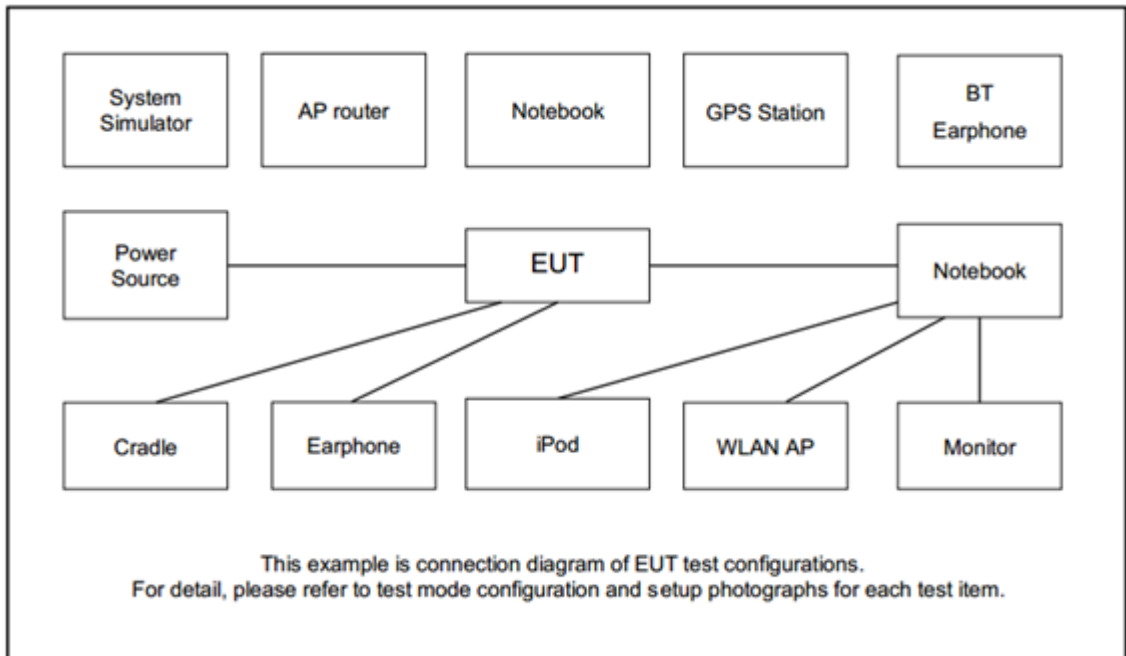 System
Simulator
AP router
Notebook
GPS Station
BT
Earphone
Power
Source
EUT
Notebook
Cradle
Earphone
iPod
WLAN AP
Monitor
This example is connection diagram of EUT test configurations.
For detail, please refer to test mode configuration and setup photographs for each test item.